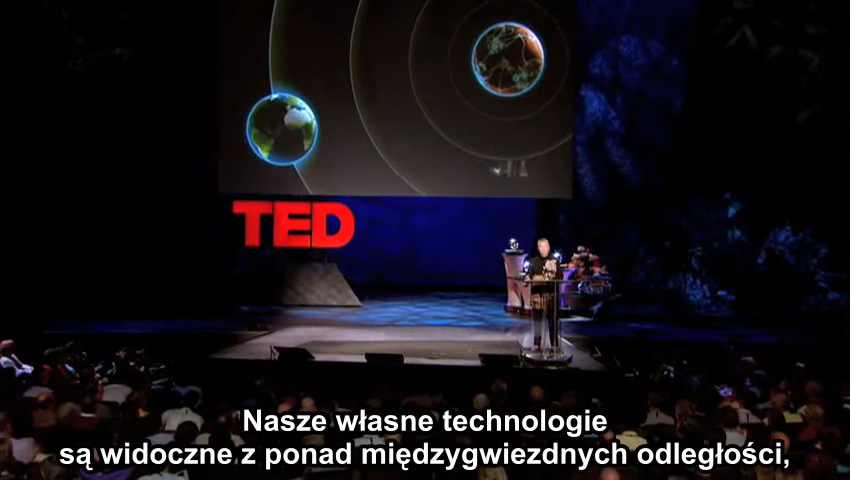 TED
Nasze własne technologie
są widoczne z ponad międzygwiezdnych odległości,